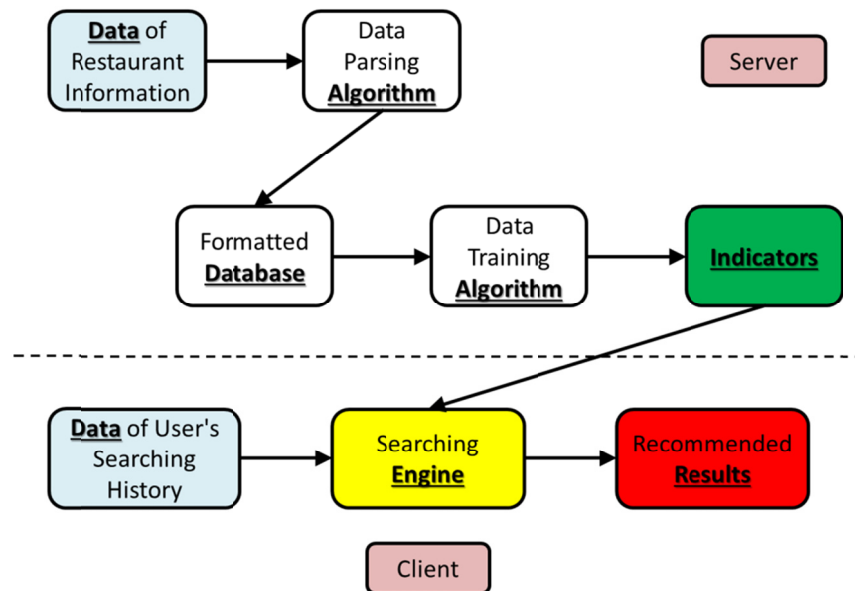 Data of
Restaurant
Information
Data
Parsing
Algorithm
Server
Formatted
Database
Data
Training
Algorithm
Indicators
Data of User's
Searching
History
Searching
Engine
Recommended
Results
Client